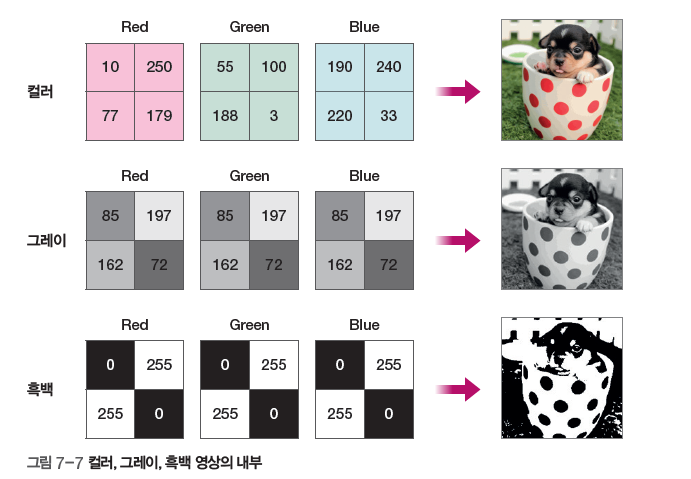 Red Green Blue
10 250 55 100 190 240
컬러
77 179 188 3 220 33
Red Green Blue
85 197 85 197 85 197
그레이
162 72 162 72 162 72
Red Green Blue
0 255 0 255 0 255
흑백
255 0 255 0 255 0
그림 7-7 컬러, 그레이, 흑백 영상의 내부